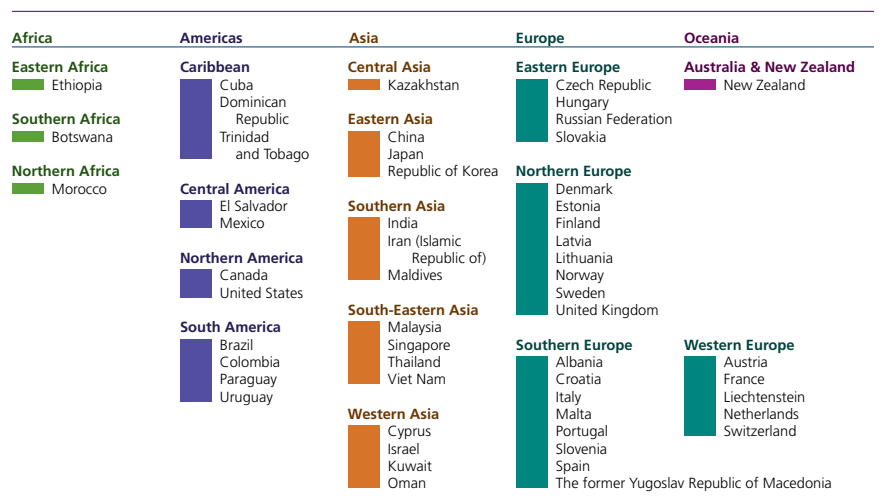 Africa
Eastern Africa
Ethiopia
Southern Africa
Botswana
Northern Africa
Morocco
Americas
Caribbean
Cuba
Dominican
Republic
Trinidad
and Tobago
Central America
El Salvador
Mexico
Northern America
Canada
United States
South America
Brazil
Colombia
Paraguay
Uruguay
Asia
Central Asia
Kazakhstan
Eastern Asia
China
Japan
Republic of Korea
Southern Asia
India
Iran (Islamic
Republic of)
Maldives
South-Eastern Asia
Malaysia
Singapore
Thailand
Viet Nam
Western Asia
Cyprus
Israel
Kuwait
Oman
Europe
Eastern Europe
Czech Republic
Hungary
Russian Federation
Slovakia
Northern Europe
Denmark
Estonia
Finland
Latvia
Lithuania
Norway
Sweden
United Kingdom
Southern Europe
Albania
Croatia
Italy
Malta
Portugal
Slovenia
Spain
The former Yugoslav Republic of Macedonia
Western Europe
Austria
France
Liechtenstein
Netherlands
Switzerland
Oceania
Australia & New Zealand
New Zealand